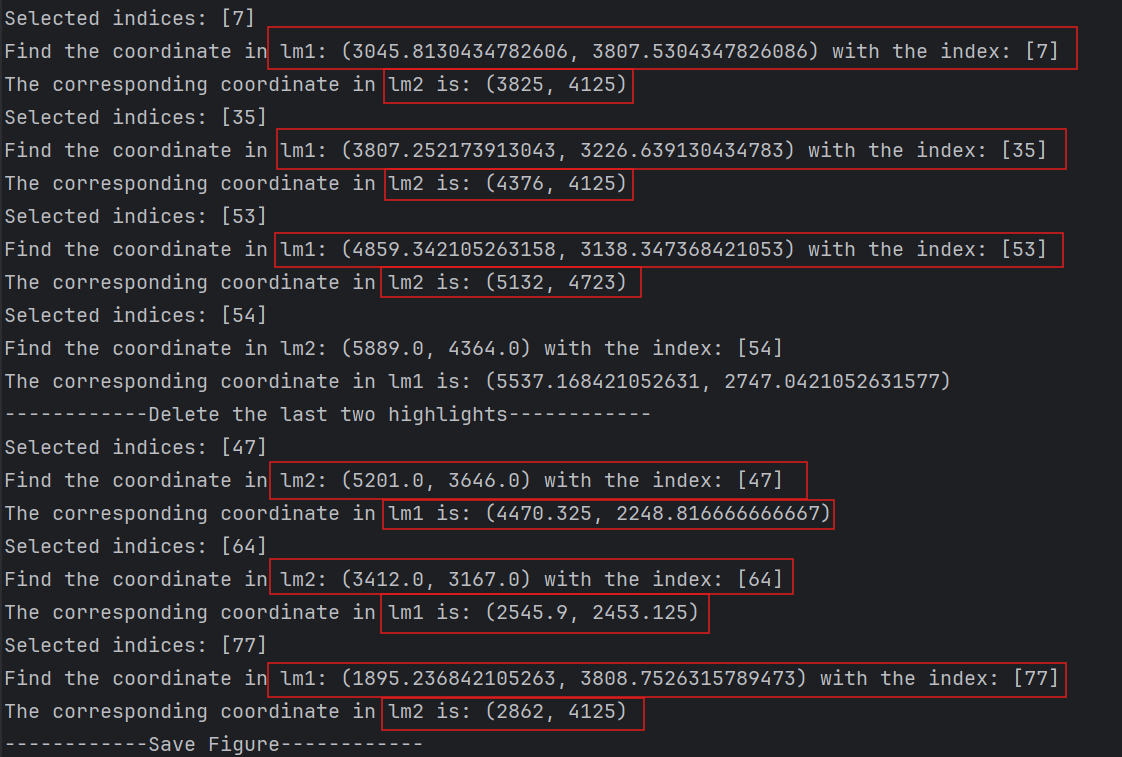 Selected indices: [7]
Find the coordinate in lm1: (3045.8130434782606, 3807.5304347826086) with the index: [7]
The corresponding coordinate in lm2 is: (3825, 4125)
Selected indices: [35]
Find the coordinate in lm1: (3807.252173913043, 3226.639130434783) with the index: [35]
The corresponding coordinate in lm2 is: (4376, 4125)
Selected indices: [53]
Find the coordinate in lm1: (4859.342105263158, 3138.347368421053) with the index: [53]
The corresponding coordinate in lm2 is: (5132, 4723)
Selected indices: [54]
Find the coordinate in lm2: (5889.0, 4364.0) with the index: [54]
The corresponding coordinate in lm1 is: (5537.168421052631, 2747.0421052631577)
------------Delete the last two highlights------------
Selected indices: [47]
Find the coordinate in lm2: (5201.0, 3646.0) with the index: [47]
The corresponding coordinate in lm1 is: (4470.325, 2248.816666666667)
Selected indices: [64]
Find the coordinate in lm2: (3412.0, 3167.0) with the index: [64]
The corresponding coordinate in lm1 is: (2545.9, 2453.125)
Selected indices: [77]
Find the coordinate in lm1: (1895.236842105263, 3808.7526315789473) with the index: [77]
The corresponding coordinate in lm2 is: (2862, 4125)
------------Save Figure------------